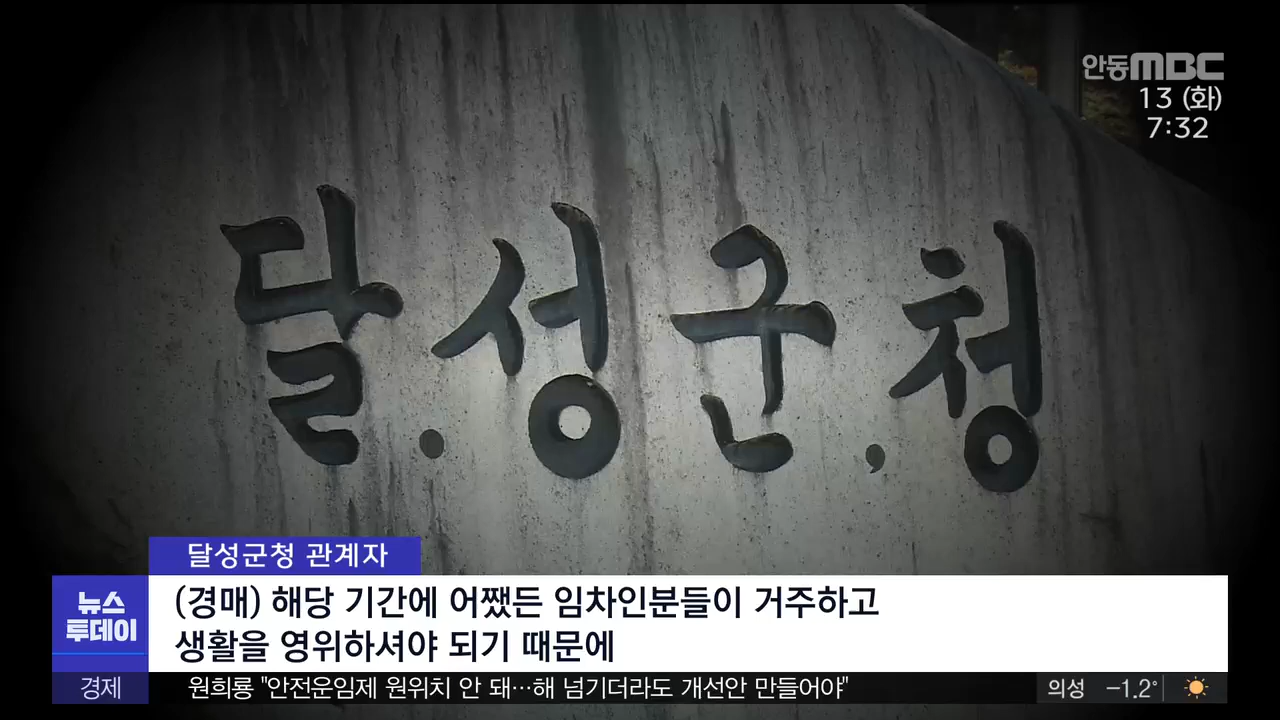 안동MBC
13 (화)
7:32
달성군청
달성군청 관계자
뉴스
투데이
(경매) 해당 기간에 어쨌든 임차인분들이 거주하고
생활을 영위하셔야 되기 때문에
경제
원희룡 "안전운임제 원위치 안 돼…해 넘기더라도 개선안 만들어야"
의성 -1.2°